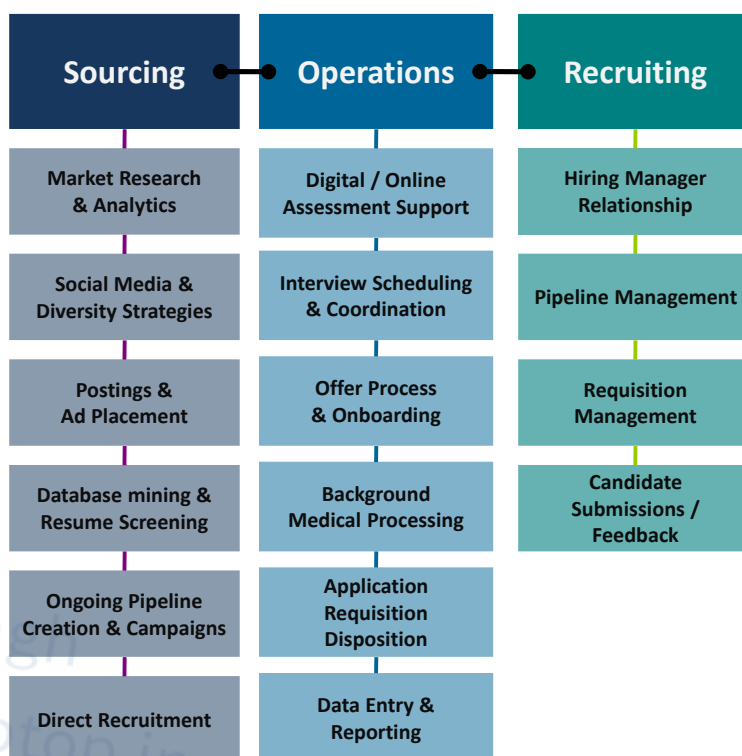 Sourcing
Operations
Recruiting
Market Research
& Analytics
Social Media &
Diversity Strategies
Postings &
Ad Placement
Database mining &
Resume Screening
Ongoing Pipeline
Creation & Campaigns
Direct Recruitment
Digital / Online
Assessment Support
Interview Scheduling
& Coordination
Offer Process
& Onboarding
Background
Medical Processing
Application
Requisition
Disposition
Data Entry &
Reporting
Hiring Manager
Relationship
Pipeline Management
Requisition
Management
Candidate
Submissions /
Feedback